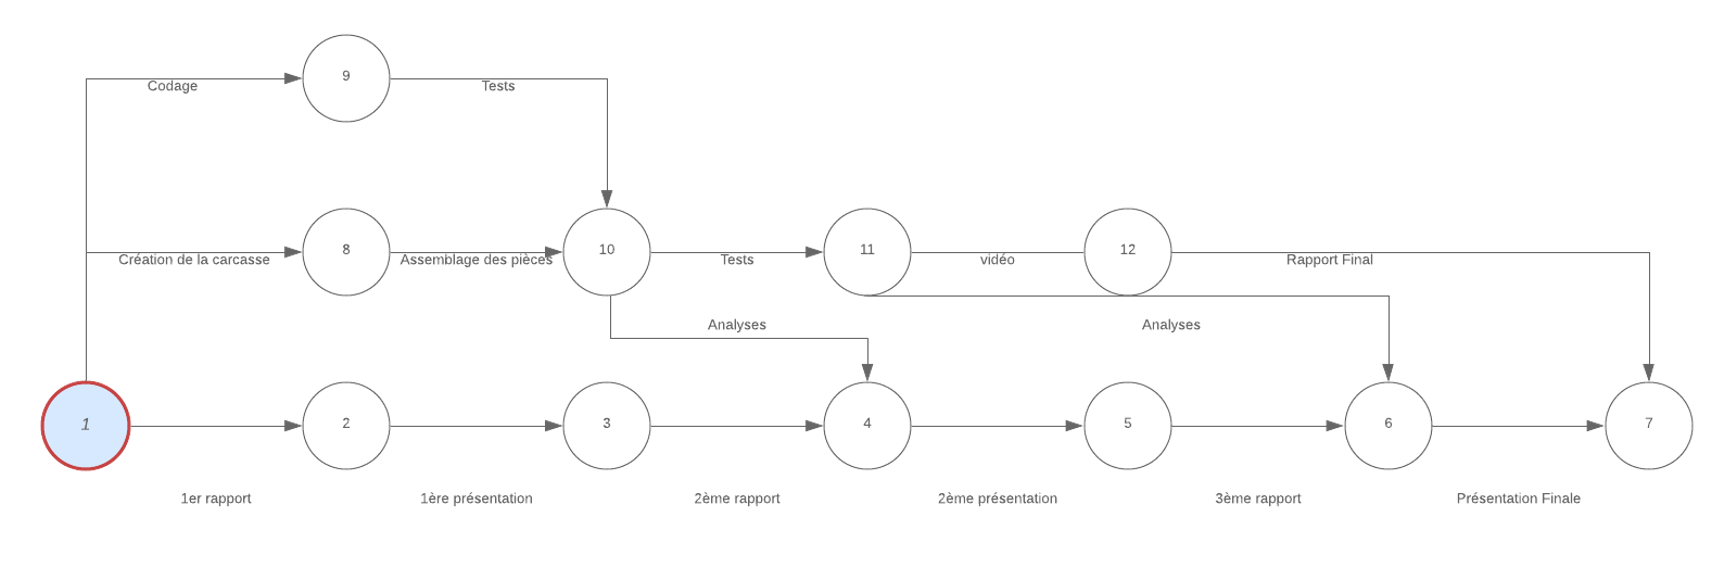 9
Codage
Tests
8
10
11
12
Création de la carcasse
Assemblage des pièces
Tests
vidéo
Rapport Final
Analyses
Analyses
1
2
3
4
5
6
7
1er rapport
1ère présentation
2ème rapport
2ème présentation
3ème rapport
Présentation Finale